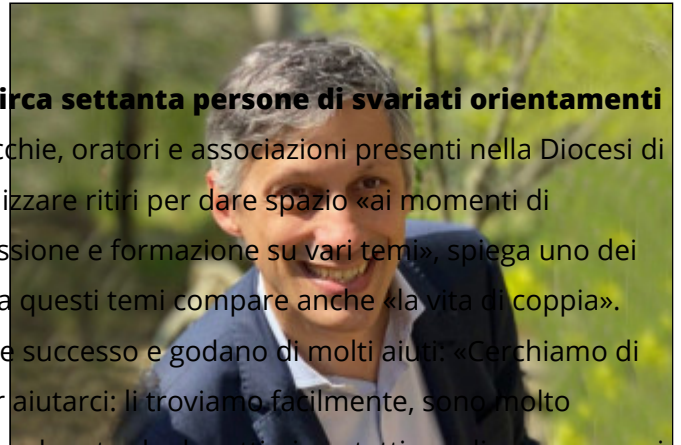 irca settanta persone di svariati orientamenti
cchie, oratori e associazioni presenti nella Diocesi di
izzare ritiri per dare spazio «ai momenti di
ssione e formazione su vari temi», spiega uno dei
a questi temi compare anche «la vita di coppia».
e successo e godano di molti aiuti: «Cerchiamo di
r aiutarci: li troviamo facilmente, sono molto